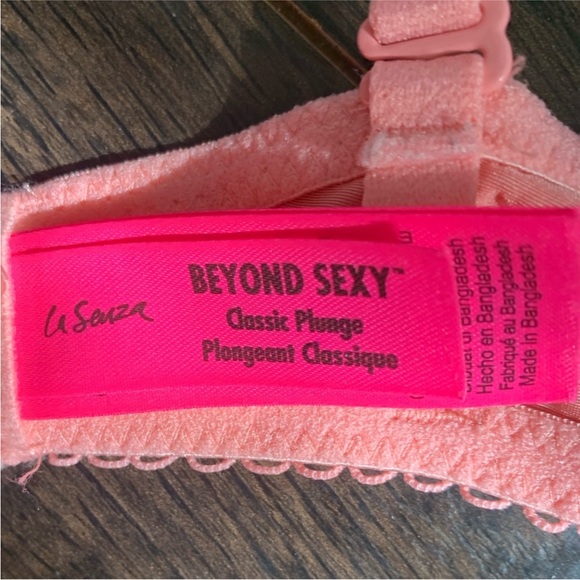 la Senza
BEYOND SEXY™
Classic Plunge
Plongeant Classique
Hecho en Bangladesh
Fabriqué au Bangladesh
Made in Bangladesh